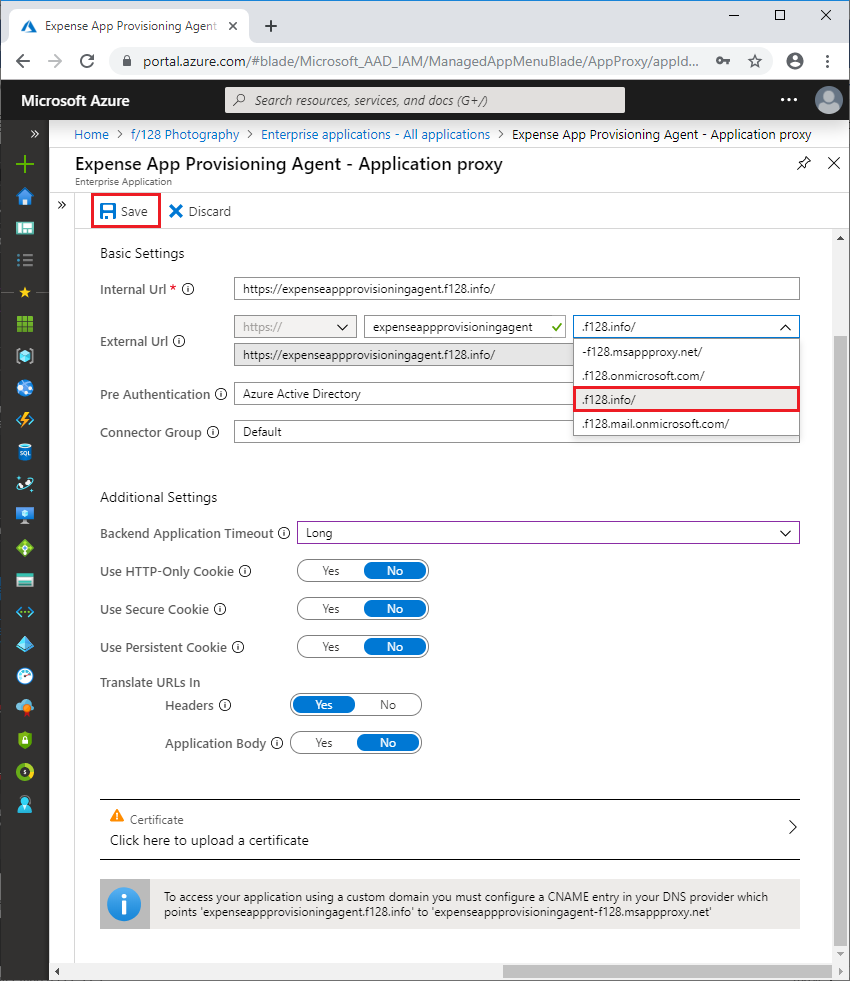 Expense App Provisioning Agent
portal.azure.com/#blade/Microsoft_AAD_IAM/ManagedAppMenuBlade/AppProxy/appId...
Microsoft Azure
Search resources, services, and docs (G+/)
Home > f/128 Photography > Enterprise applications - All applications > Expense App Provisioning Agent - Application proxy
Expense App Provisioning Agent - Application proxy
Enterprise Application
Save Discard
Basic Settings
Internal Url *
https://expenseappprovisioningagent.f128.info/
External Url
https:// expenseappprovisioningagent .f128.info/
https://expenseappprovisioningagent.f128.info/
-f128.msappproxy.net/
.f128.onmicrosoft.com/
.f128.info/
.f128.mail.onmicrosoft.com/
Pre Authentication
Azure Active Directory
Connector Group
Default
Additional Settings
Backend Application Timeout
Long
Use HTTP-Only Cookie Yes No
Use Secure Cookie Yes No
Use Persistent Cookie Yes No
Translate URLs In
Headers Yes No
Application Body Yes No
Certificate
Click here to upload a certificate
To access your application using a custom domain you must configure a CNAME entry in your DNS provider which
points 'expenseappprovisioningagent.f128.info' to 'expenseappprovisioningagent-f128.msappproxy.net'